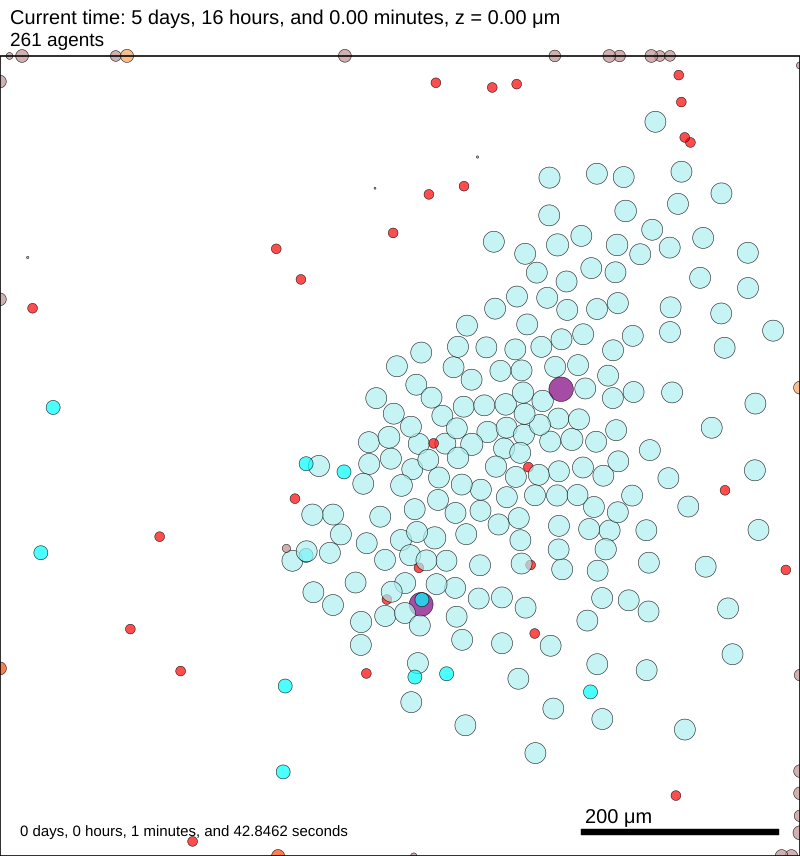 Current time: 5 days, 16 hours, and 0.00 minutes, z = 0.00 μm
261 agents
200 μm
0 days, 0 hours, 1 minutes, and 42.8462 seconds